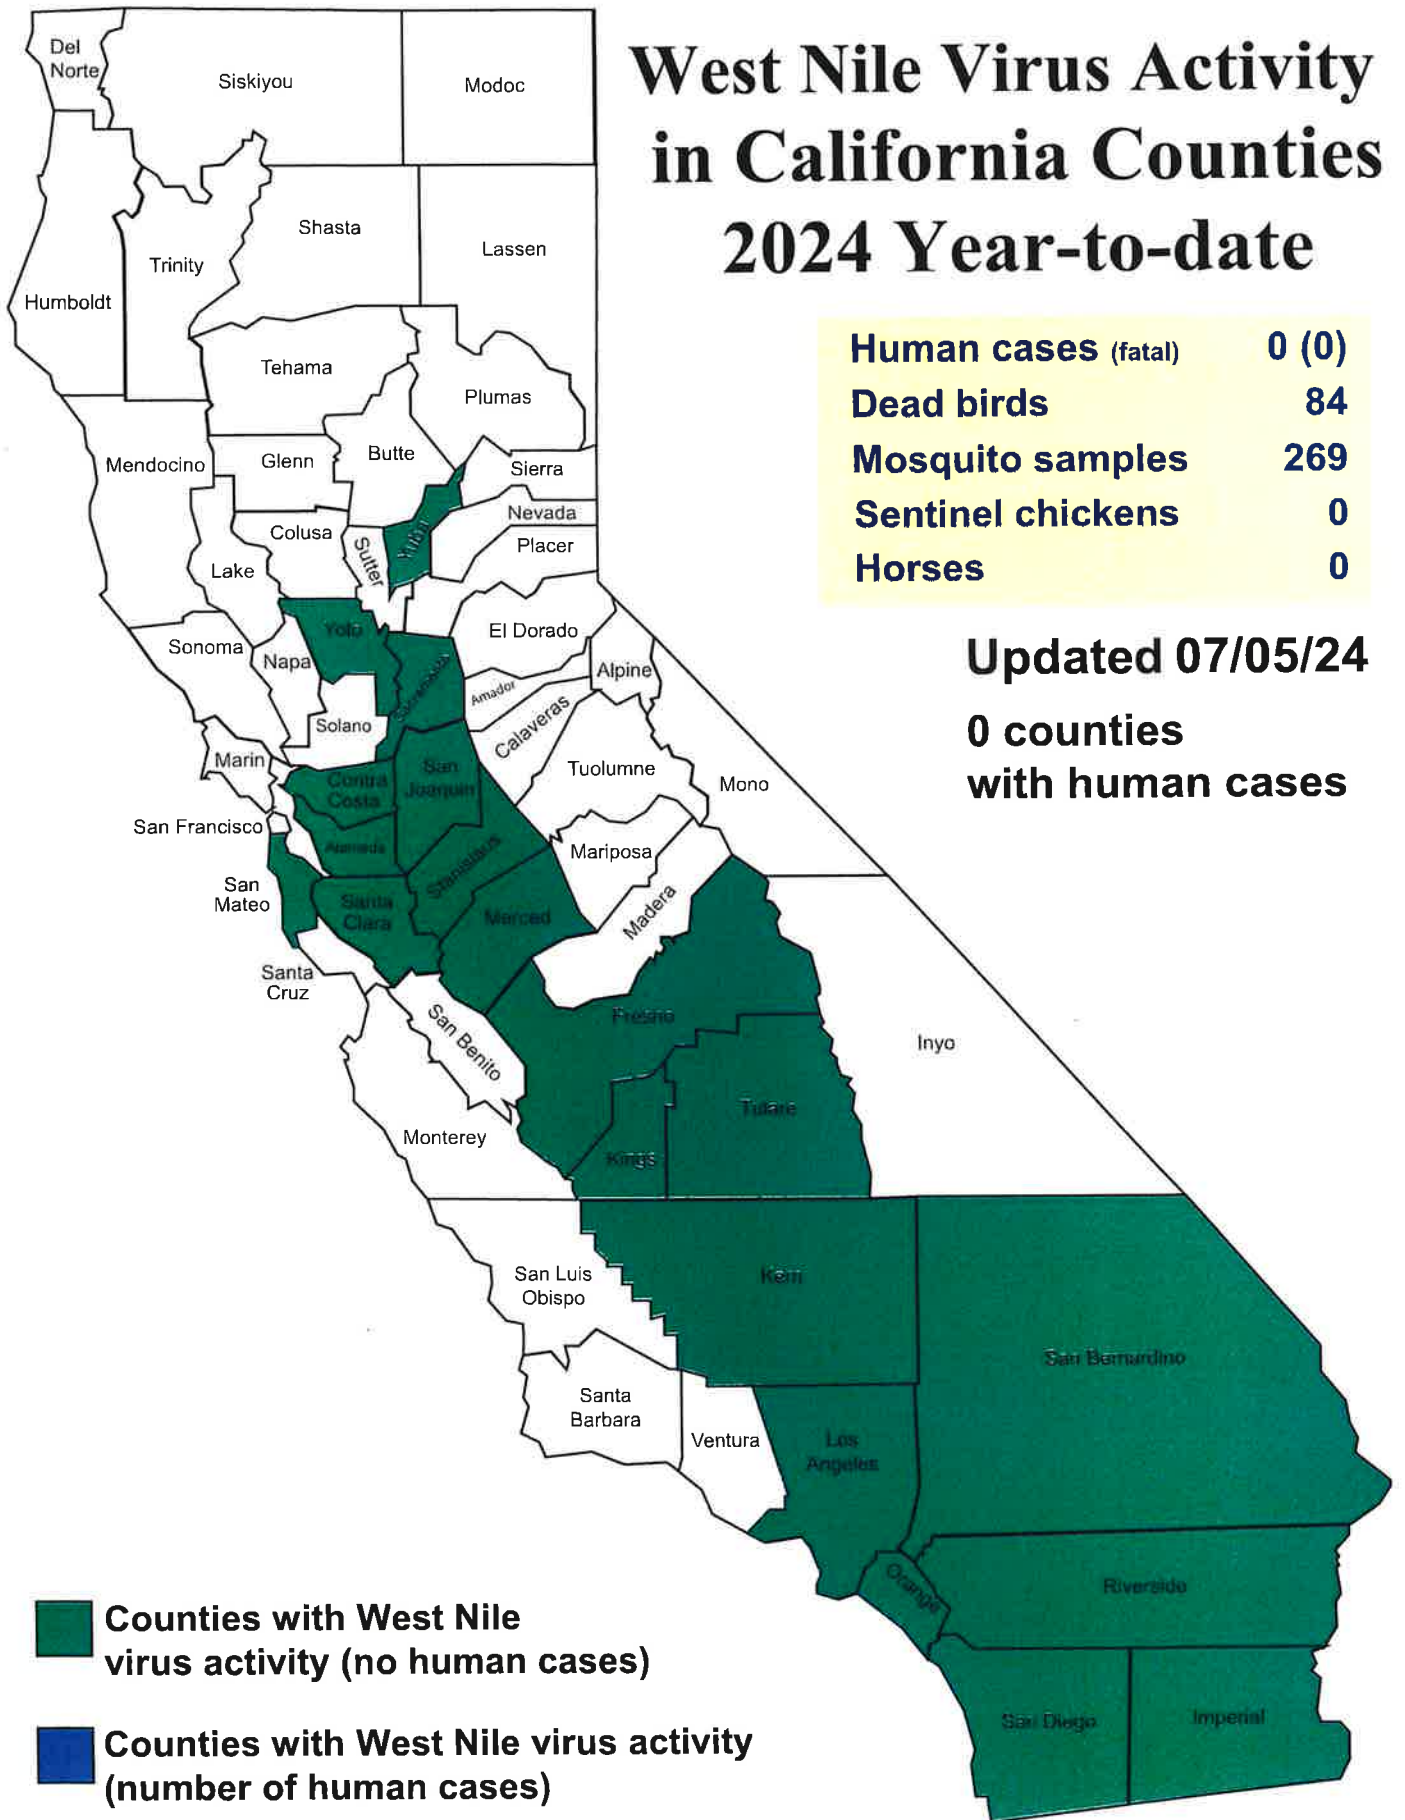 West Nile Virus Activity
in California Counties
2024 Year-to-date
Human cases (fatal) 0 (0)
Dead birds 84
Mosquito samples 269
Sentinel chickens 0
Horses 0
Updated 07/05/24
0 counties
with human cases
Del
Norte
Siskiyou
Modoc
Shasta
Lassen
Trinity
Humboldt
Tehama
Plumas
Mendocino
Glenn
Butte
Sierra
Nevada
Colusa
Sutter
Yuba
Placer
Lake
El Dorado
Yolo
Sonoma
Napa
Sacramento
Alpine
Amador
Calaveras
Solano
Marin
Contra
Costa
San
Joaquin
Tuolumne
Mono
San Francisco
Alameda
Stanislaus
Mariposa
San
Mateo
Santa
Clara
Merced
Madera
Santa
Cruz
San Benito
Fresno
Inyo
Monterey
Kings
Tulare
San Luis
Obispo
Kern
San Bernardino
Santa
Barbara
Ventura
Los
Angeles
Orange
Riverside
San Diego
Imperial
Counties with West Nile
virus activity (no human cases)
Counties with West Nile virus activity
(number of human cases)